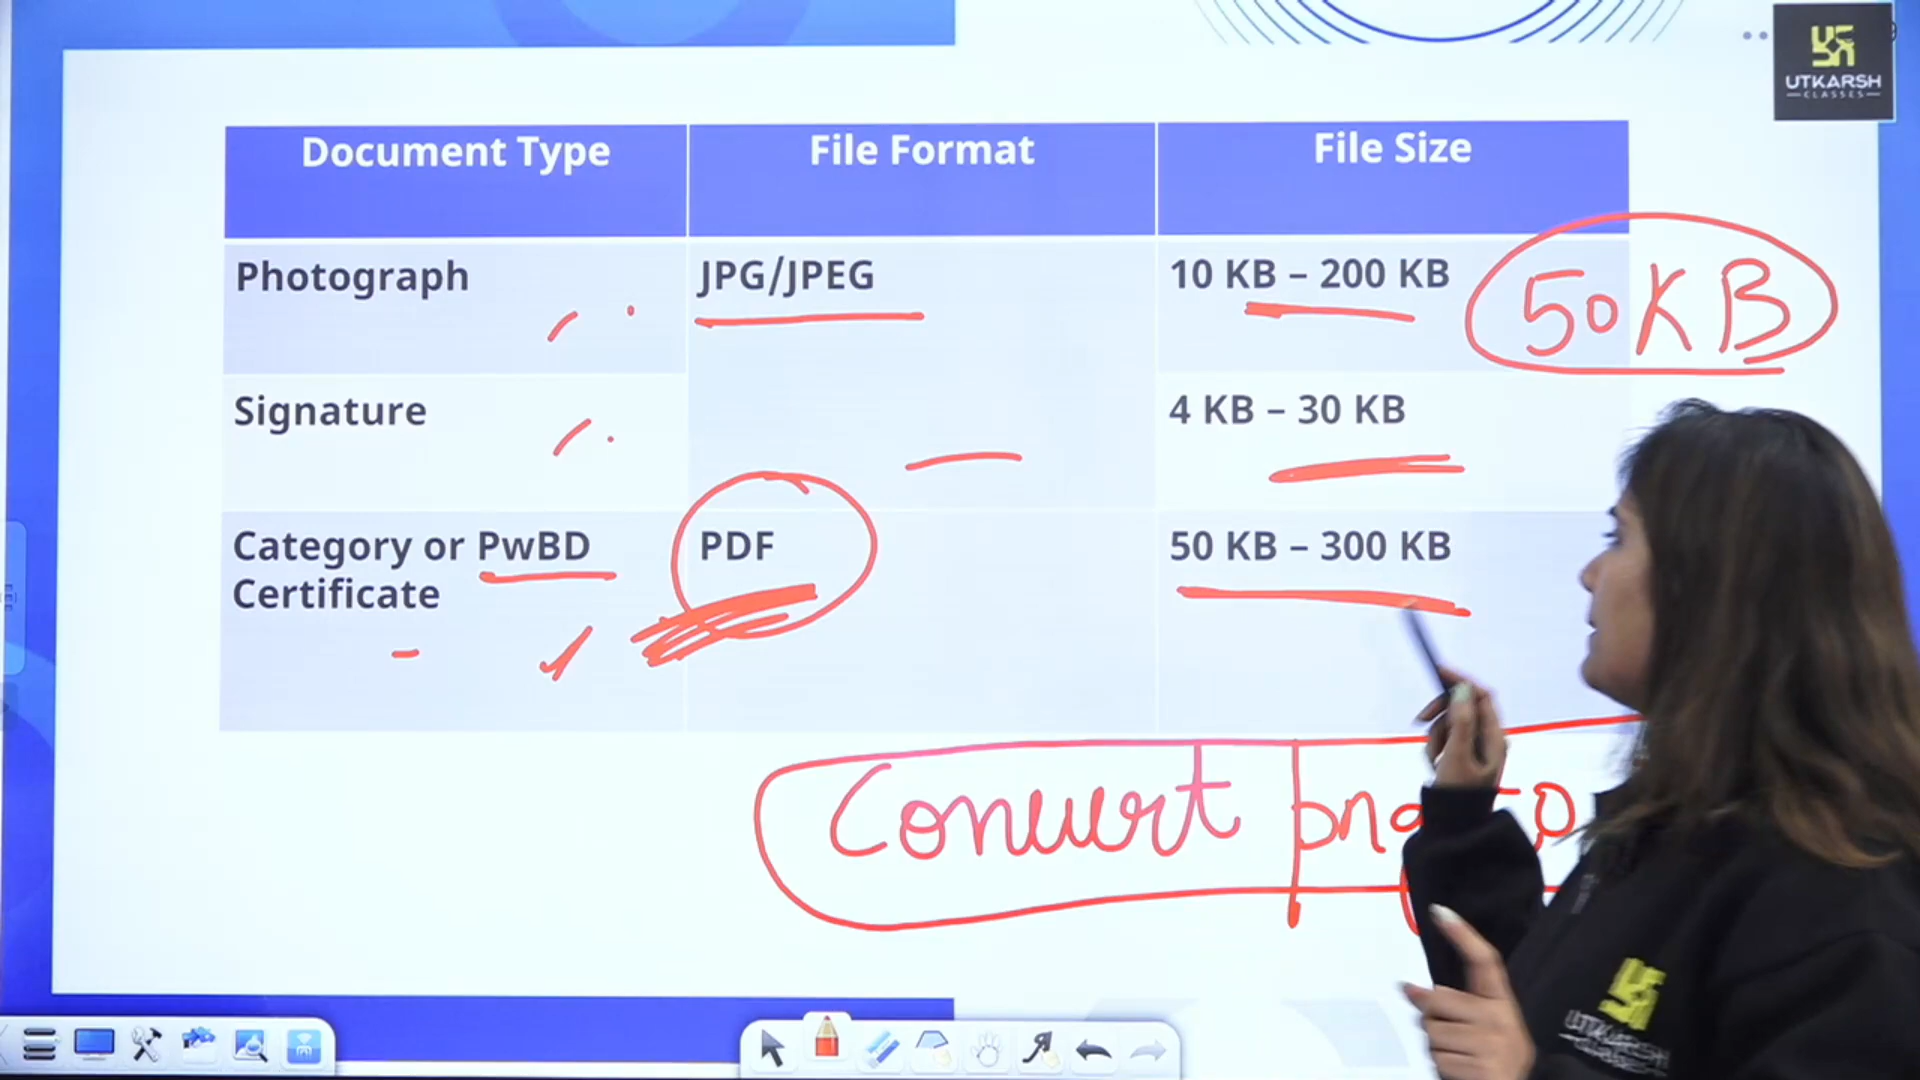 UTKARSH
CLASSES
Document Type File Format File Size
Photograph JPG/JPEG 10 KB – 200 KB 50KB
Signature 4 KB – 30 KB
Category or PwBD PDF 50 KB – 300 KB
Certificate
Convert